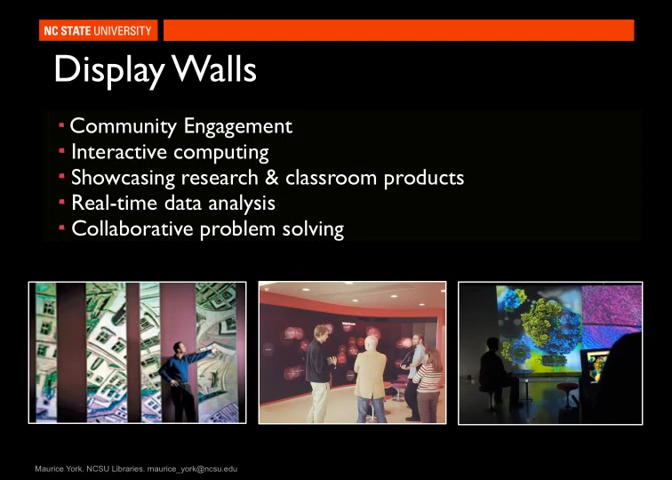 NC STATE UNIVERSITY
Display Walls
Community Engagement
Interactive computing
Showcasing research & classroom products
Real-time data analysis
Collaborative problem solving
Maurice York. NCSU Libraries. maurice_york@ncsu.edu